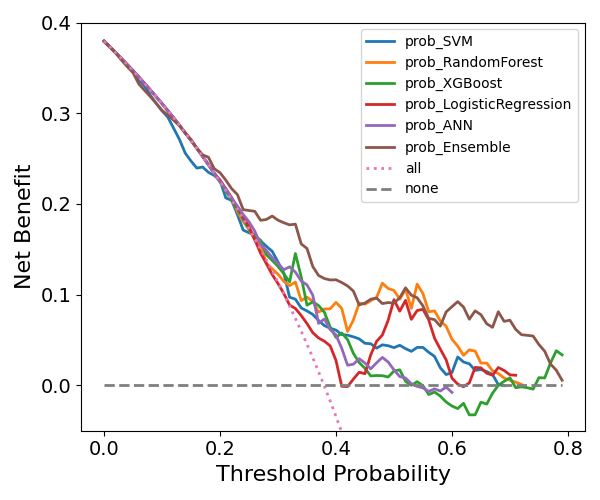 0.4
0.3
0.2
0.1
0.0
Net Benefit
prob_SVM
prob_RandomForest
prob_XGBoost
prob_LogisticRegression
prob_ANN
prob_Ensemble
all
none
0.0 0.2 0.4 0.6 0.8
Threshold Probability